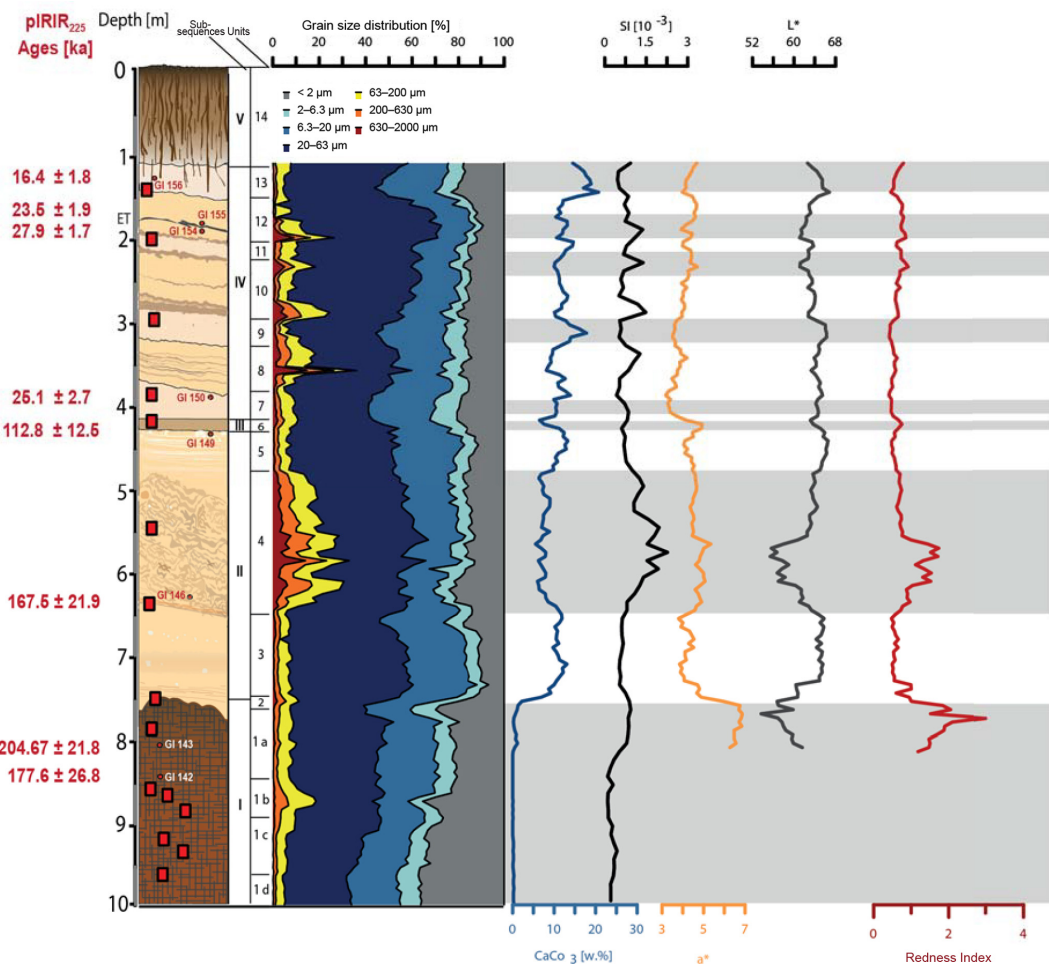 pIRIR225
Ages [ka]
Depth [m]
Sub-
sequences Units
Grain size distribution [%]
0 20 40 60 80 100
SI [10 -3]
0 1.5 3
L*
52 60 68
< 2 µm
2–6.3 µm
6.3–20 µm
20–63 µm
63–200 µm
200–630 µm
630–2000 µm
0
1
2
3
4
5
6
7
8
9
10
16.4 ± 1.8
23.5 ± 1.9
27.9 ± 1.7
25.1 ± 2.7
112.8 ± 12.5
167.5 ± 21.9
204.67 ± 21.8
177.6 ± 26.8
ET
GI 156
GI 155
GI 154
GI 150
GI 149
GI 146
GI 143
GI 142
V
IV
III
II
I
14
13
12
11
10
9
8
7
6
5
4
3
2
1a
1b
1c
1d
0 10 20 30
CaCo 3 [w.%]
3 5 7
a*
0 2 4
Redness Index